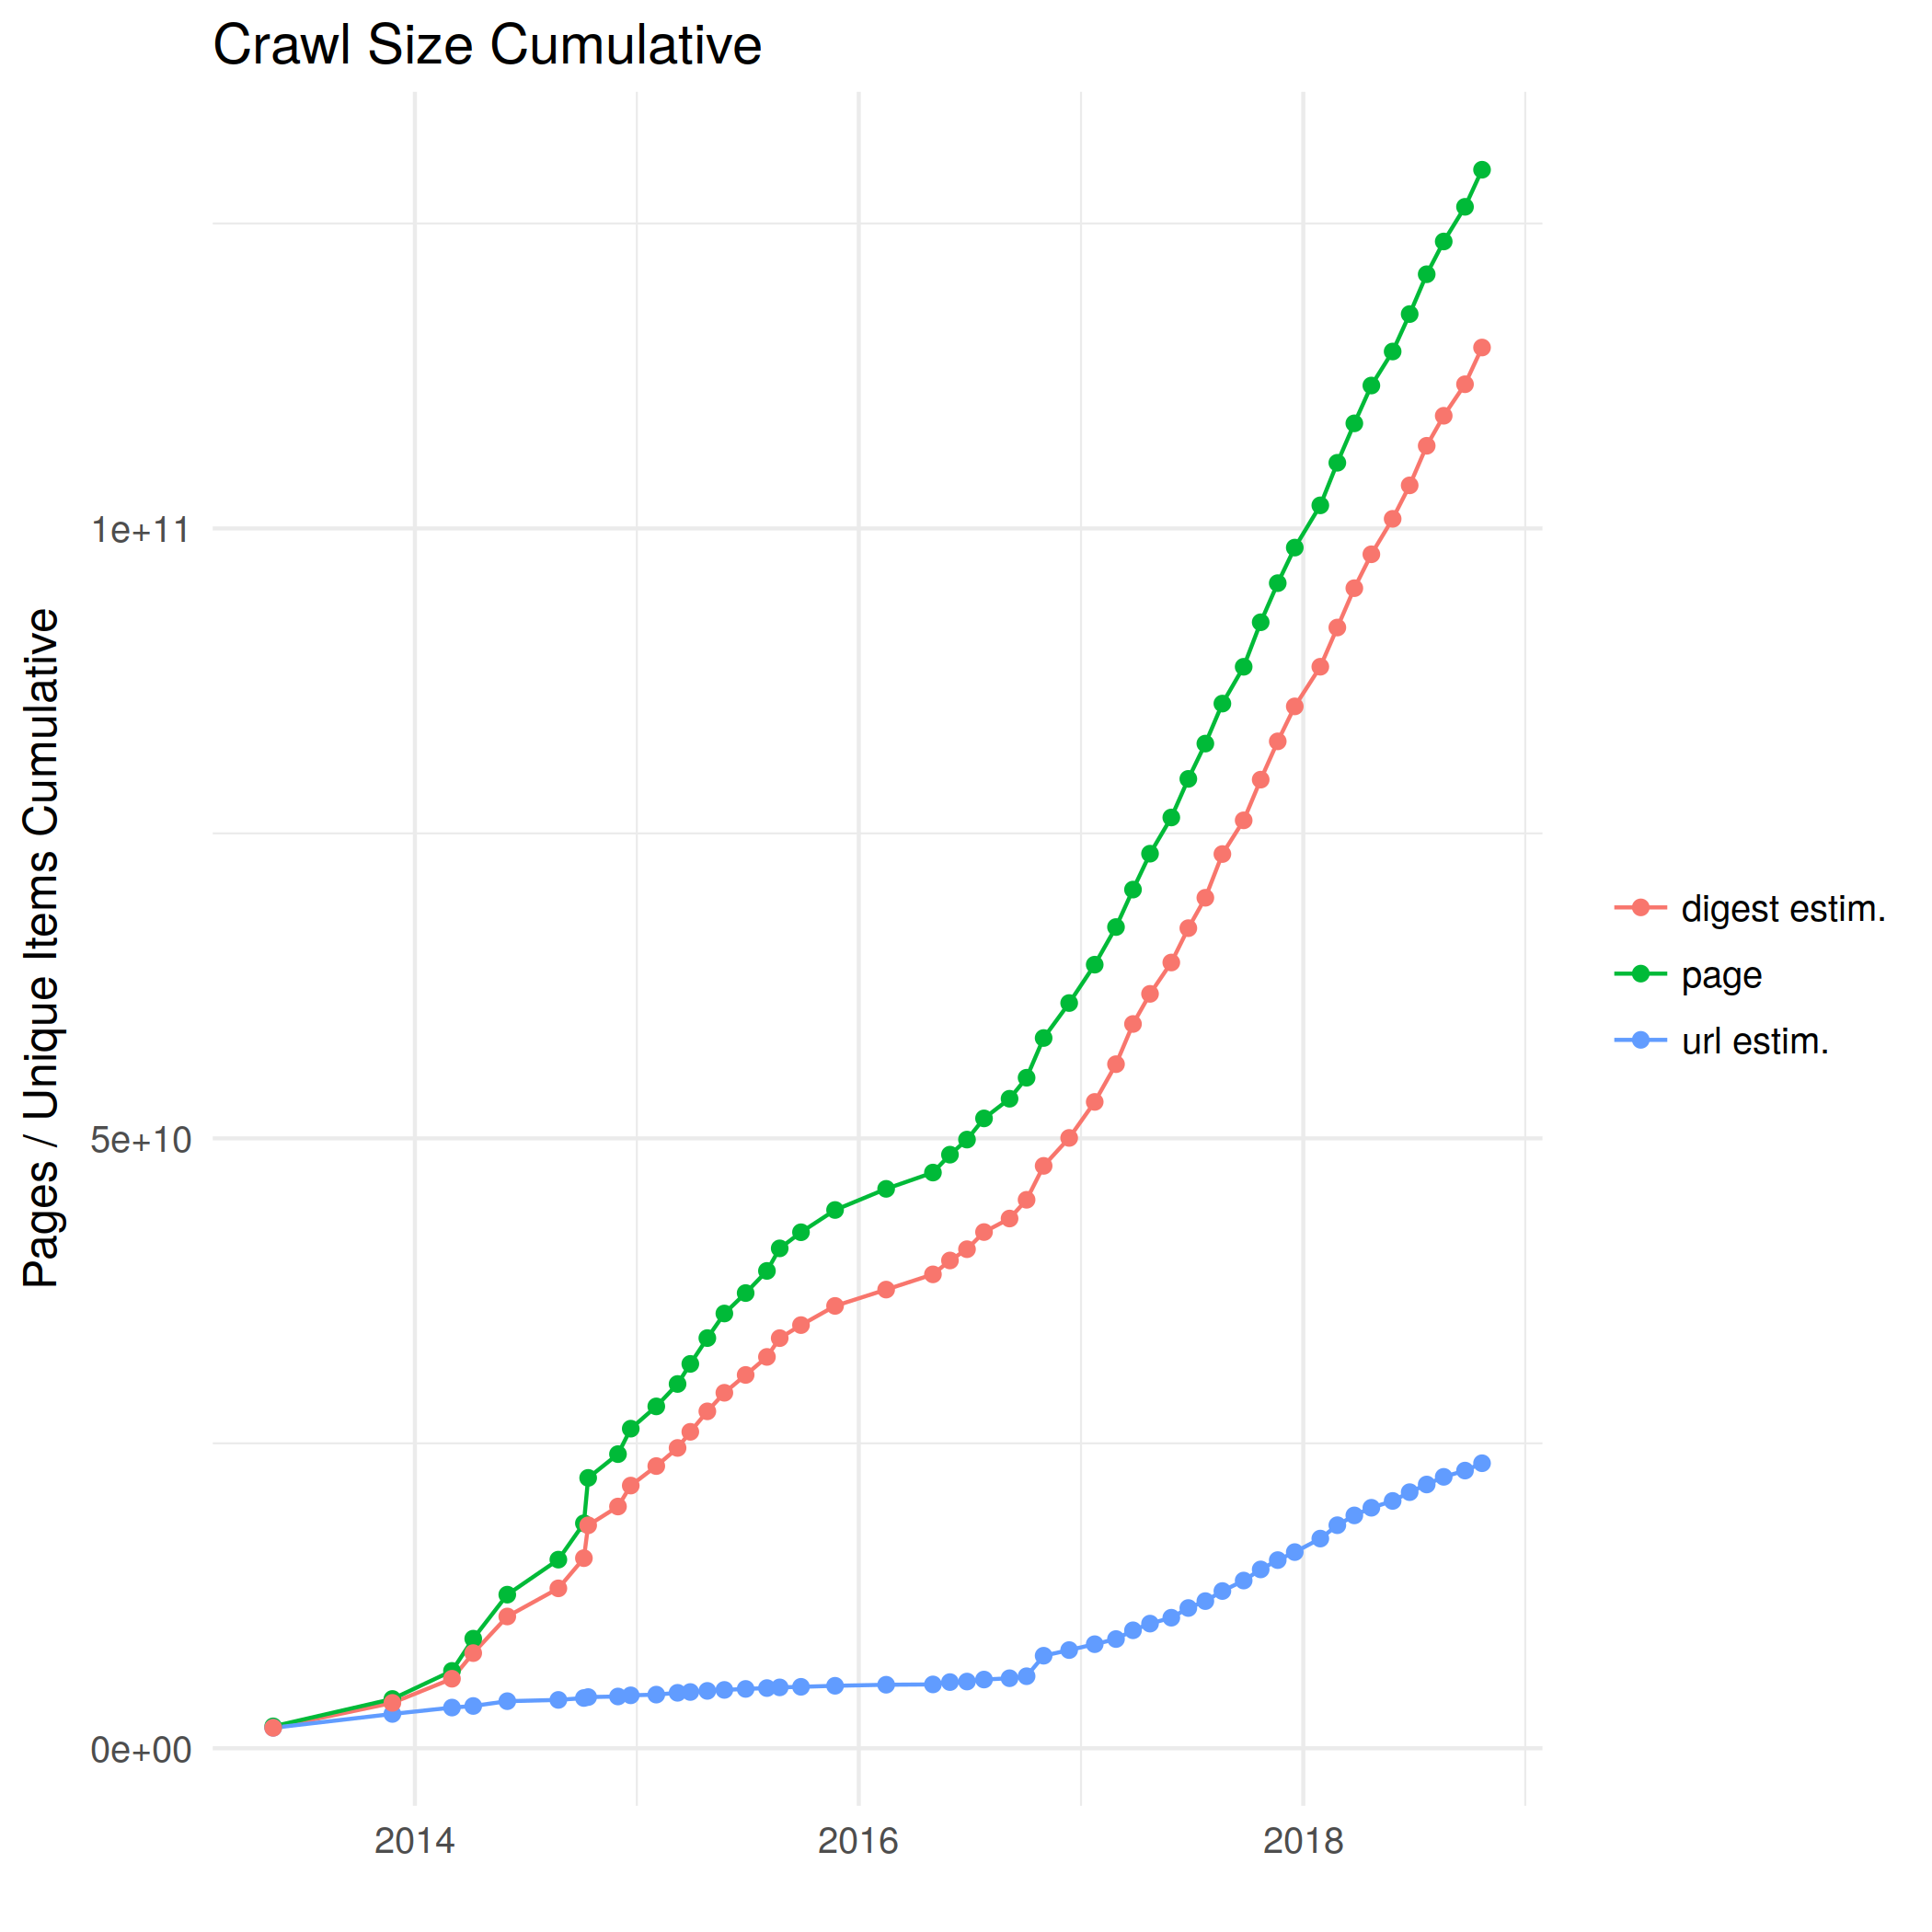 Crawl Size Cumulative
Pages / Unique Items Cumulative
1e+11
5e+10
0e+00
2014
2016
2018
digest estim.
page
url estim.